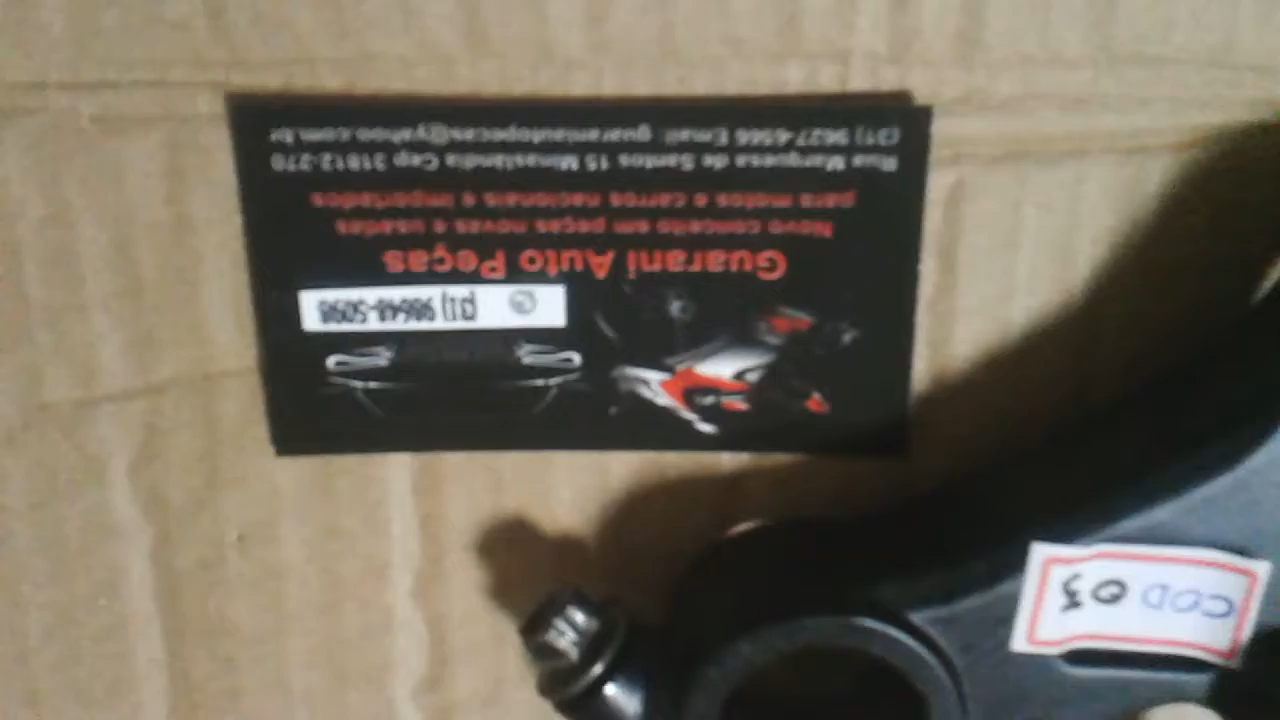 (31) 98648-5098
Guarani Auto Peças
Novo conceito em peças novas e usadas
para motos e carros nacionais e importados
Rua Marquesa de Santos 15 Minaslândia Cep 31812-270
(31) 9627-6566 Email: guaraniautopecas@yahoo.com.br
COD 03